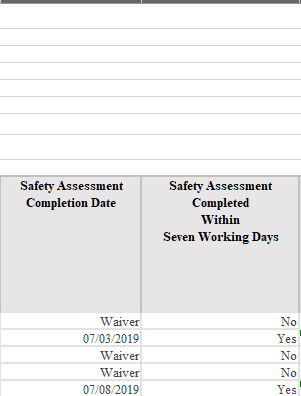 Safety Assessment Completion Date
Safety Assessment Completed Within Seven Working Days
Waiver No
07/03/2019 Yes
Waiver No
Waiver No
07/08/2019 Yes